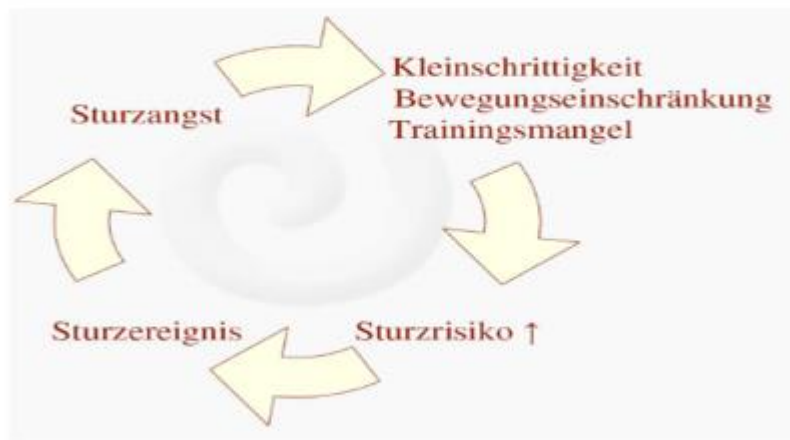 Sturzangst
Kleinschrittigkeit
Bewegungseinschränkung
Trainingsmangel
Sturzrisiko ↑
Sturzereignis